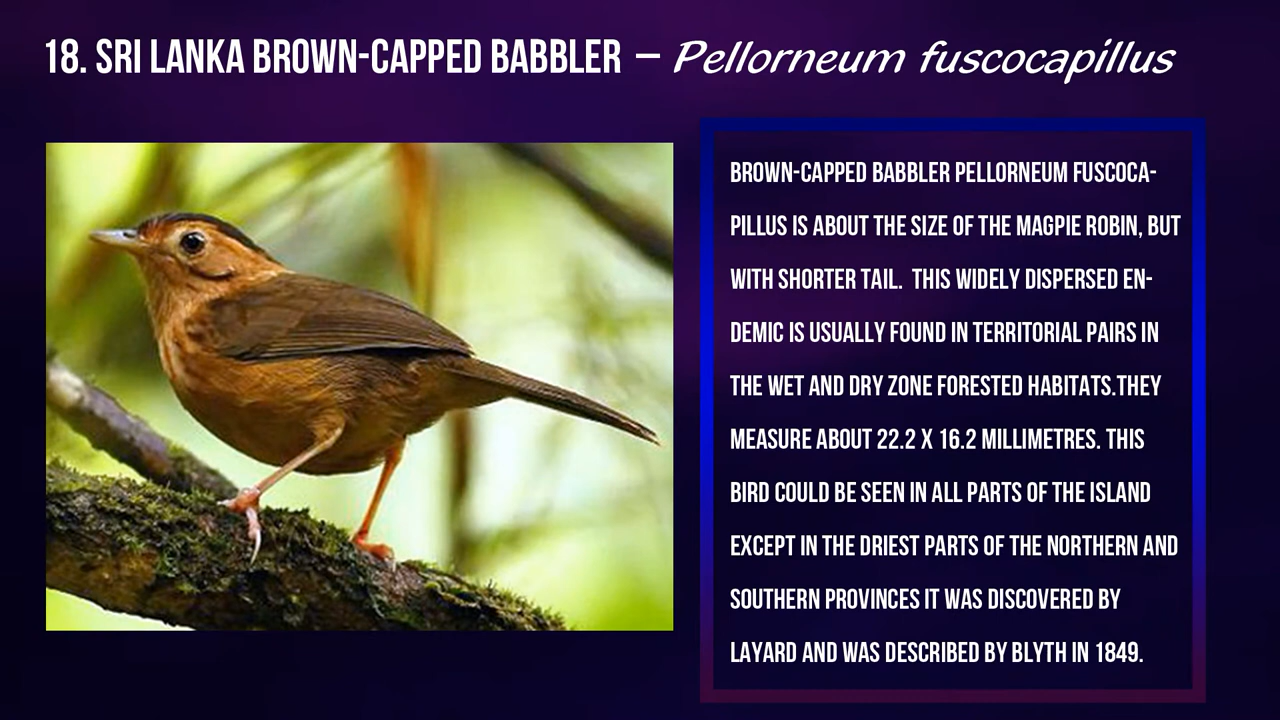 18. SRI LANKA BROWN-CAPPED BABBLER – Pellorneum fuscocapillus
BROWN-CAPPED BABBLER PELLORNEUM FUSCOCA-
PILLUS IS ABOUT THE SIZE OF THE MAGPIE ROBIN, BUT
WITH SHORTER TAIL.  THIS WIDELY DISPERSED EN-
DEMIC IS USUALLY FOUND IN TERRITORIAL PAIRS IN
THE WET AND DRY ZONE FORESTED HABITATS.THEY
MEASURE ABOUT 22.2 X 16.2 MILLIMETRES. THIS
BIRD COULD BE SEEN IN ALL PARTS OF THE ISLAND
EXCEPT IN THE DRIEST PARTS OF THE NORTHERN AND
SOUTHERN PROVINCES IT WAS DISCOVERED BY
LAYARD AND WAS DESCRIBED BY BLYTH IN 1849.